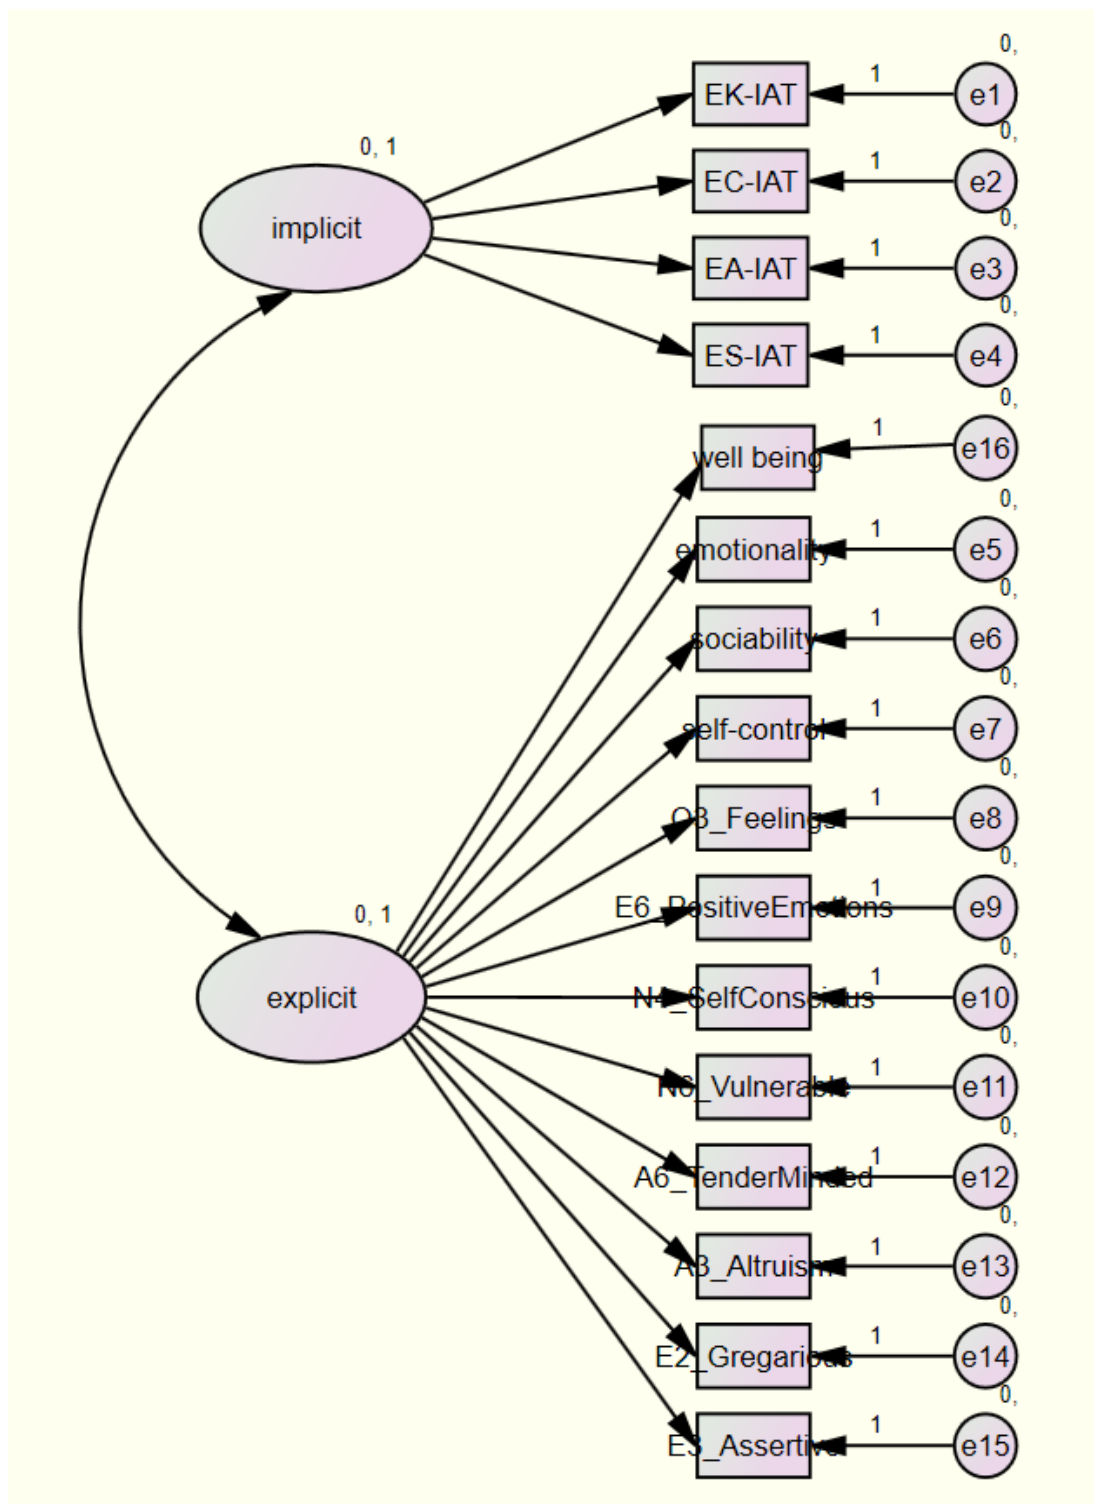 0,
EK-IAT
1
e1
0,
EC-IAT
1
e2
0,
EA-IAT
1
e3
0,
ES-IAT
1
e4
0, 1
implicit
0,
well being
1
e16
0,
emotionality
1
e5
0,
sociability
1
e6
0,
self-control
1
e7
0,
O3_Feelings
1
e8
0,
E6_PositiveEmotions
1
e9
0, 1
explicit
0,
N4_SelfConscious
1
e10
0,
N6_Vulnerable
1
e11
0,
A6_TenderMinded
1
e12
0,
A3_Altruism
1
e13
0,
E2_Gregarious
1
e14
0,
E3_Assertive
1
e15